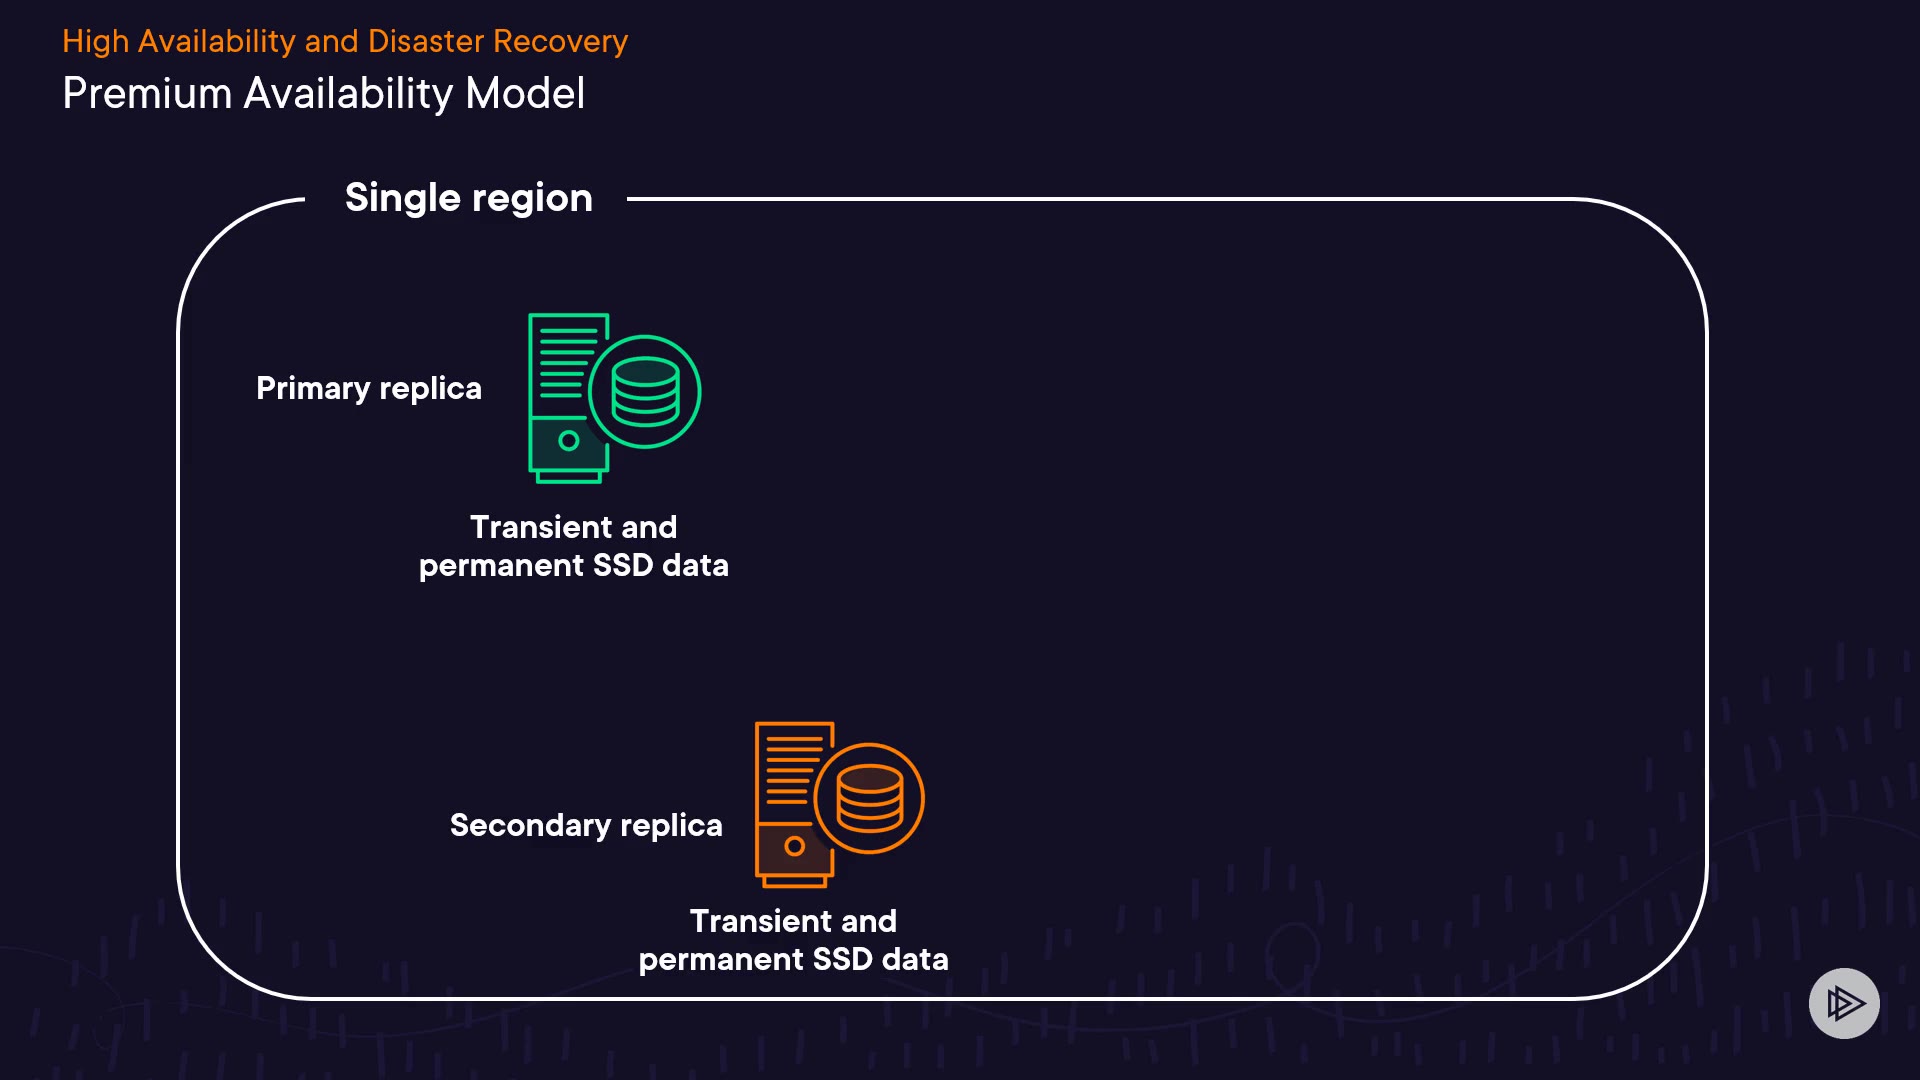 High Availability and Disaster Recovery
Premium Availability Model
Single region
Primary replica
Transient and
permanent SSD data
Secondary replica
Transient and
permanent SSD data